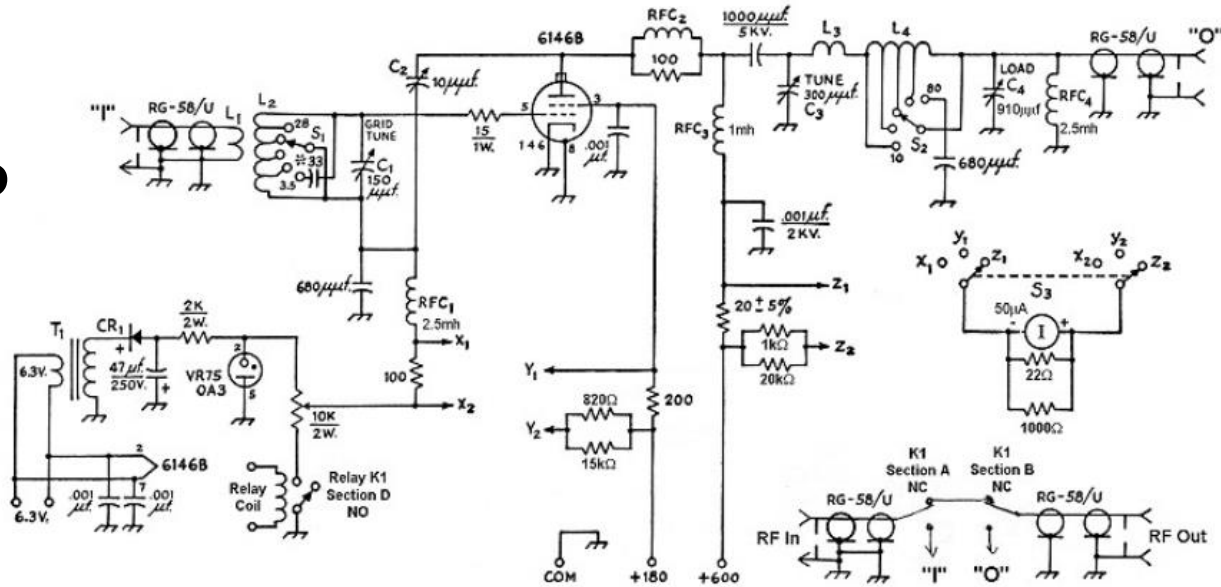 RFC2
100
1000µµf.
5 KV.
L3
L4
RG-58/U
"O"
6146B
C2
10µµf.
TUNE
300µµf.
C3
80
10
S2
LOAD
C4
910µµf
RFC4
2.5mh
680µµf.
"I"
RG-58/U
L1
L2
28
S1
33
3.5
GRID
TUNE
C1
150
µµf.
15
1W.
5
3
1 4 6
8
.001
µf.
RFC3
1mh
.001µf.
2 KV.
680µµf.
RFC1
2.5mh
X1
100
X2
Z1
20 ± 5%
1kΩ
20kΩ
Z2
X1
Y1
Z1
X2
Y2
Z2
S3
50µA
-
I
+
22Ω
1000Ω
T1
6.3V.
CR1
+
2K
2W.
47µf.
250V.
+
2
VR75
OA3
5
10K
2W.
Y1
Y2
820Ω
15kΩ
200
2
6146B
7
.001
µf.
.001
µf.
6.3V.
Relay
Coil
Relay K1
Section D
NO
COM
+180
+600
K1
Section A
NC
K1
Section B
NC
RG-58/U
RG-58/U
RF In
"I"
"O"
RF Out